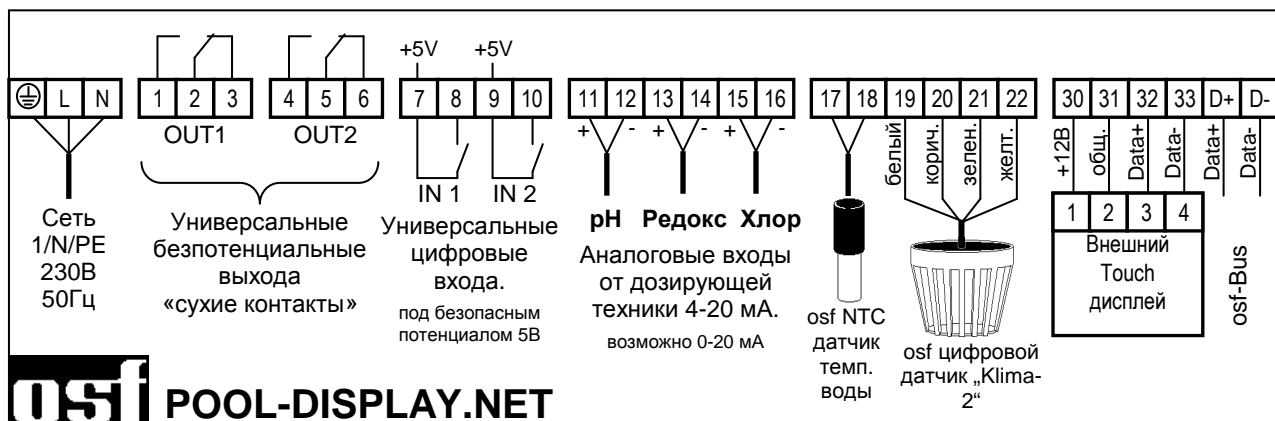 +5V +5V
L N 1 2 3 4 5 6 7 8 9 10 11 12 13 14 15 16 17 18 19 20 21 22 30 31 32 33 D+ D-
OUT1 OUT2
+ - + - + -
белый
корич.
зелен.
желт.
+12В
общ.
Data+
Data-
Data+
Data-
IN 1 IN 2
Сеть
1/N/PE
230В
50Гц
Универсальные
безпотенциальные
выхода
«сухие контакты»
Универсальные
цифровые
входа.
под безопасным
потенциалом 5В
pH Редокс Хлор
Аналоговые входы
от дозирующей
техники 4-20 мА.
возможно 0-20 мА
osf NTC
датчик
темп.
воды
osf цифровой
датчик „Klima-
2“
1 2 3 4
Внешний
Touch
дисплей
osf-Bus
osf POOL-DISPLAY.NET